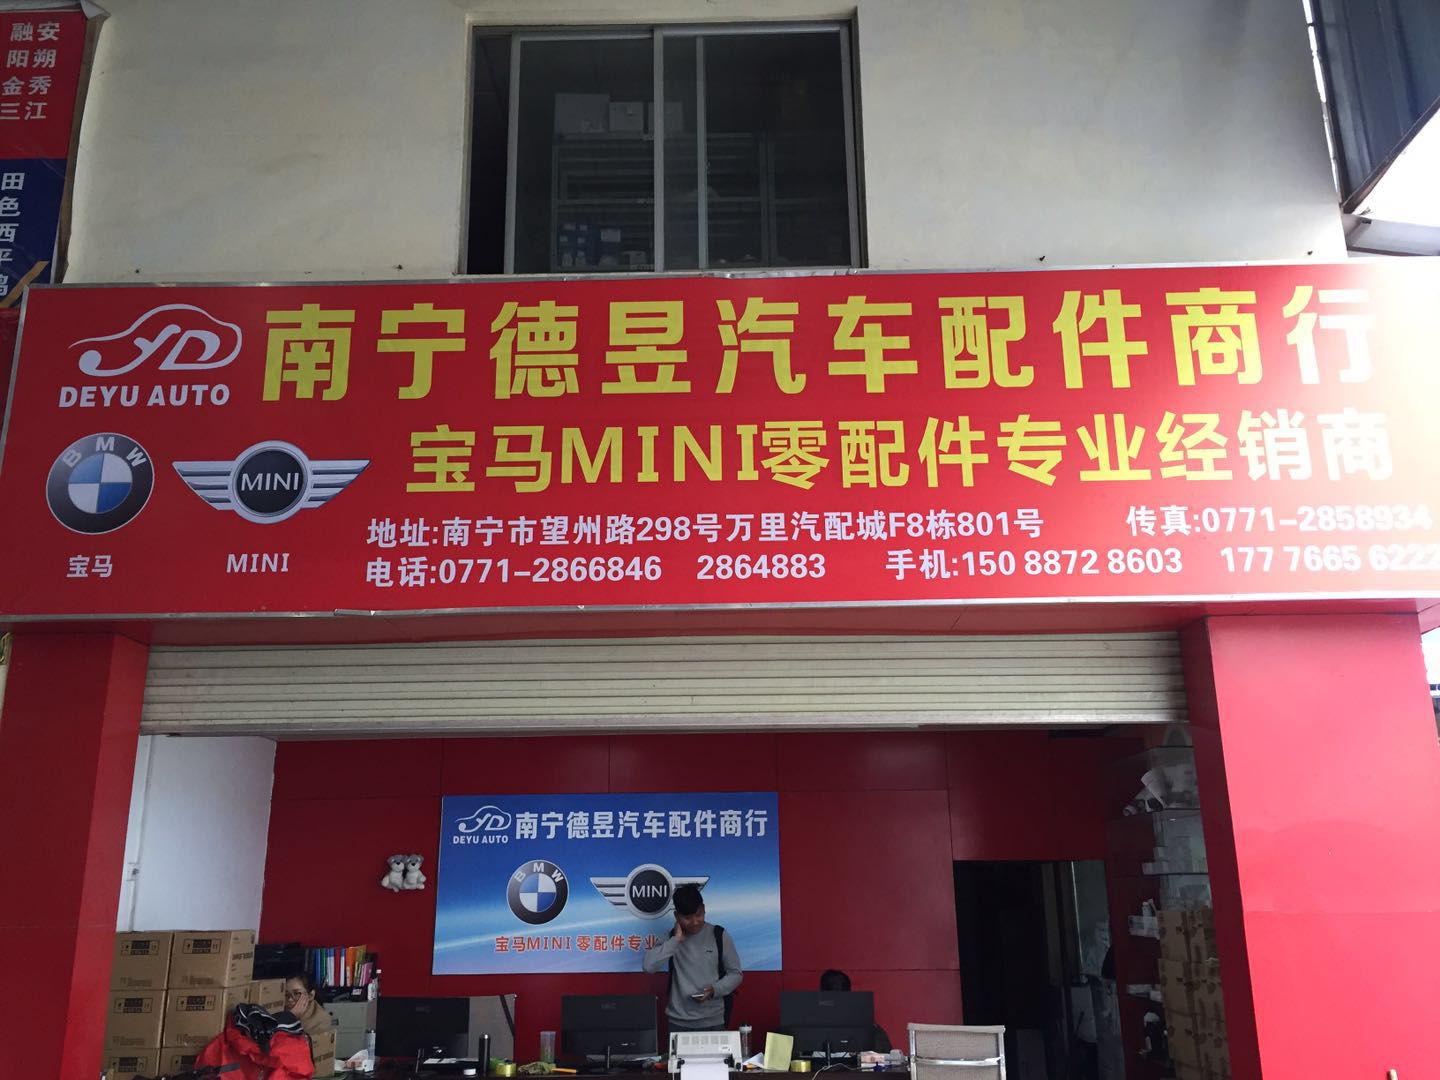 融安
阳朔
金秀
三江
田
色
西
平
DEYU AUTO
南宁德昱汽车配件商行
BMW
MINI
宝马MINI零配件专业经销商
宝马
MINI
地址:南宁市望州路298号万里汽配城F8栋801号
传真:0771-2858934
电话:0771-2866846 2864883 手机:150 8872 8603 177 7665 6222
DEYU AUTO
南宁德昱汽车配件商行
BMW
MINI
宝马MINI 零配件专业